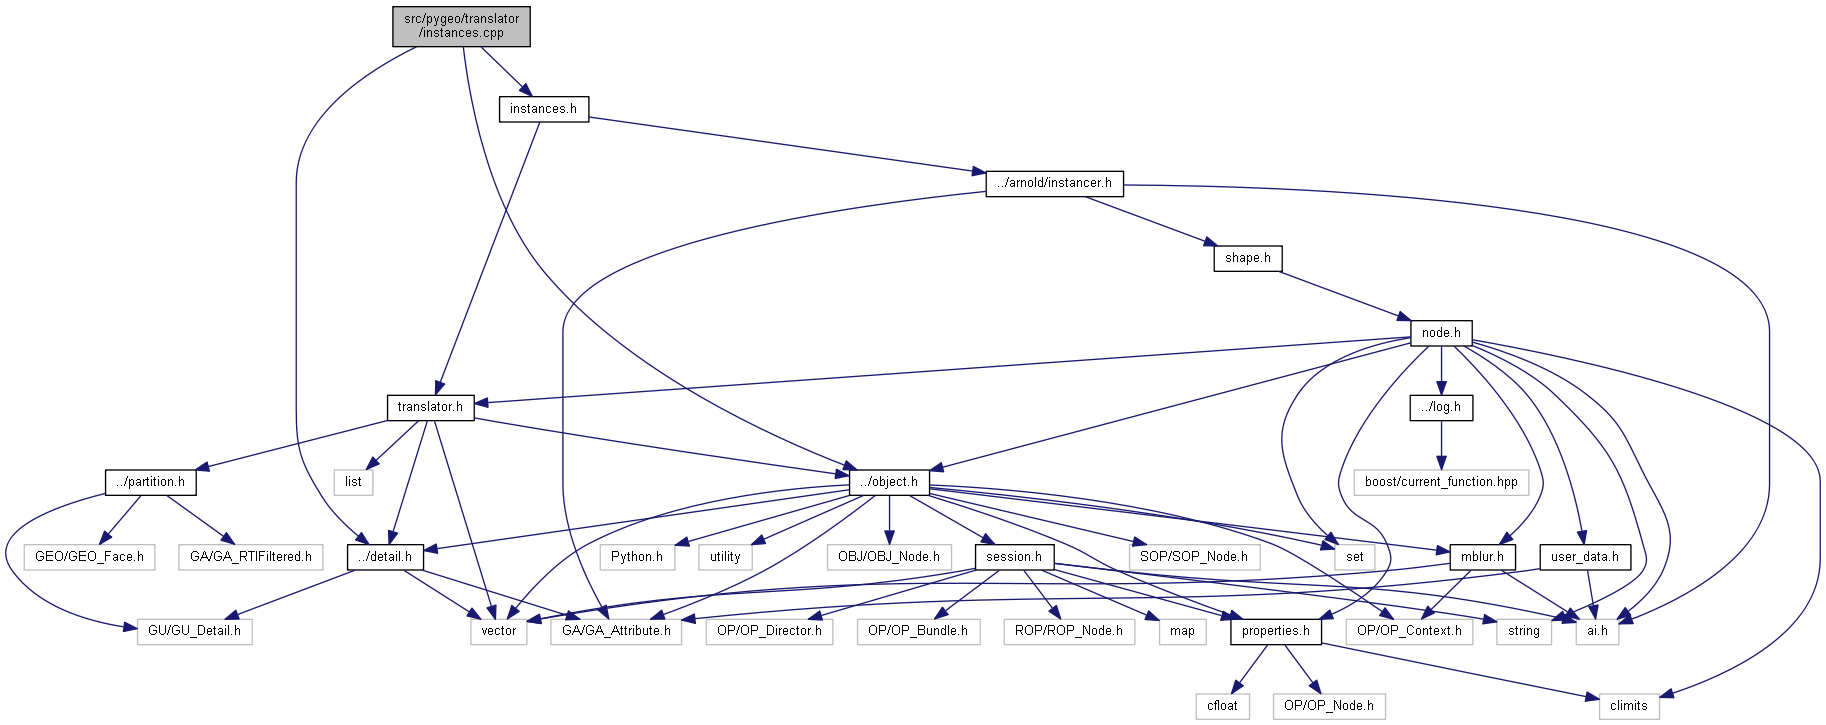 src/pygeo/translator
/instances.cpp
instances.h
../arnold/instancer.h
shape.h
node.h
translator.h
../log.h
../partition.h
list
../object.h
boost/current_function.hpp
GEO/GEO_Face.h
GA/GA_RTIFiltered.h
../detail.h
Python.h
utility
OBJ/OBJ_Node.h
session.h
SOP/SOP_Node.h
set
mblur.h
user_data.h
GU/GU_Detail.h
vector
GA/GA_Attribute.h
OP/OP_Director.h
OP/OP_Bundle.h
ROP/ROP_Node.h
map
properties.h
OP/OP_Context.h
string
ai.h
cfloat
OP/OP_Node.h
climits